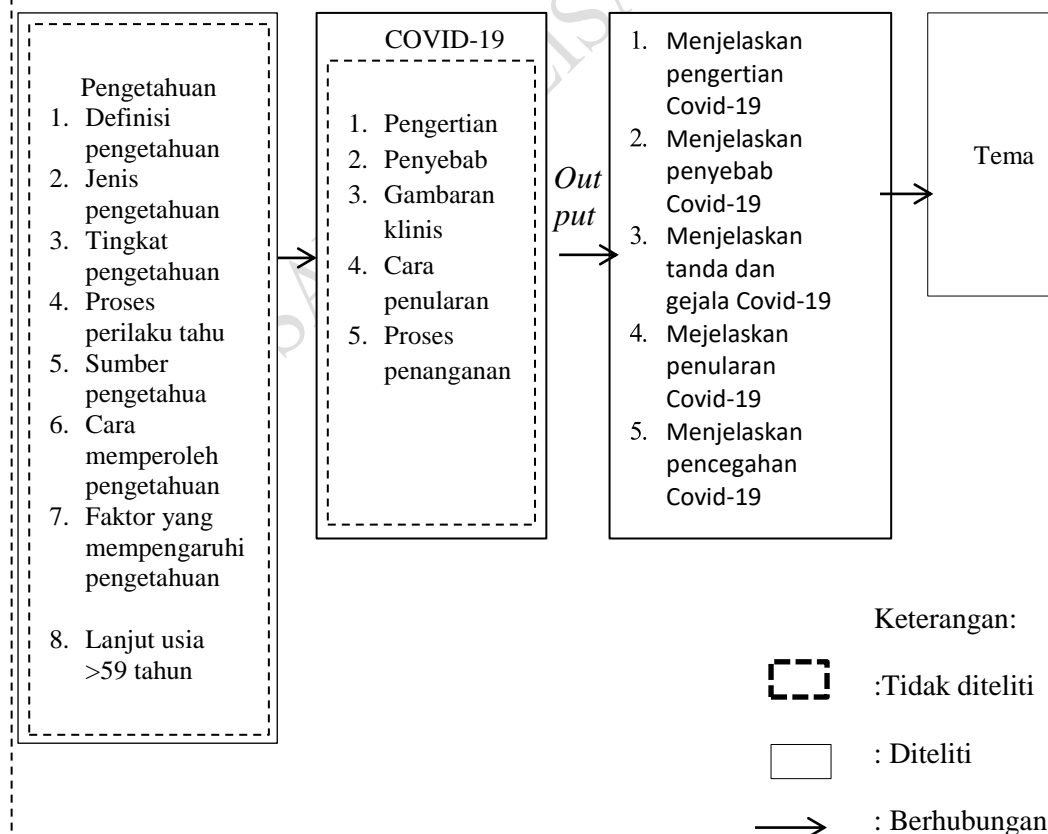 Pengetahuan
1. Definisi
pengetahuan
2. Jenis
pengetahuan
3. Tingkat
pengetahuan
4. Proses
perilaku tahu
5. Sumber
pengetahua
6. Cara
memperoleh
pengetahuan
7. Faktor yang
mempengaruhi
pengetahuan
8. Lanjut usia
>59 tahun
COVID-19
1. Pengertian
2. Penyebab
3. Gambaran
klinis
4. Cara
penularan
5. Proses
penanganan
Out
put
1. Menjelaskan
pengertian
Covid-19
2. Menjelaskan
penyebab
Covid-19
3. Menjelaskan
tanda dan
gejala Covid-19
4. Mejelaskan
penularan
Covid-19
5. Menjelaskan
pencegahan
Covid-19
Tema
Keterangan:
:Tidak diteliti
: Diteliti
: Berhubungan